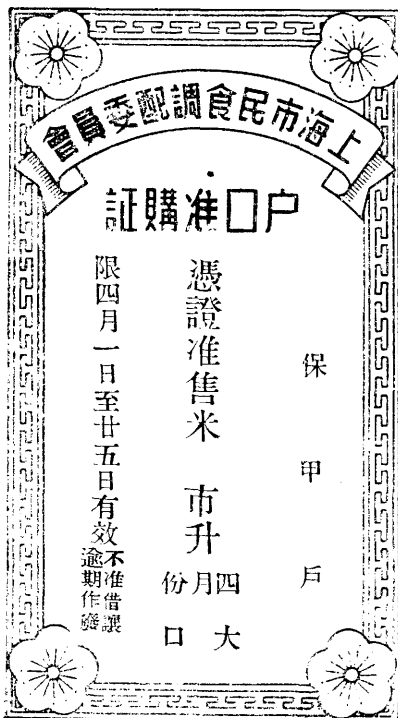 上海市民食調配委員會
户口准購証
保　甲　戶
憑證准售米　市升
四月份
大口
限四月一日至廿五日有效
不准借讓
逾期作廢